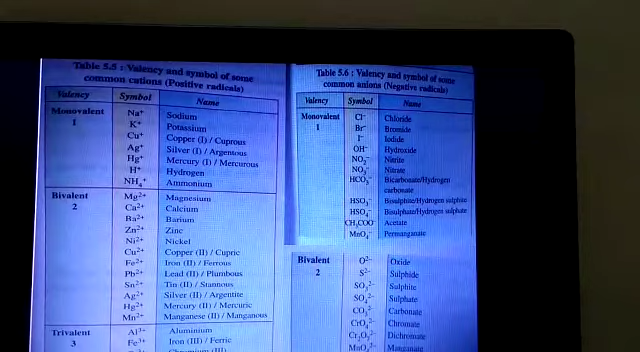 Table 5.5 : Valency and symbol of some
common cations (Positive radicals)
Valency Symbol Name
Monovalent 1
Na⁺ Sodium
K⁺ Potassium
Cu⁺ Copper (I) / Cuprous
Ag⁺ Silver (I) / Argentous
Hg⁺ Mercury (I) / Mercurous
H⁺ Hydrogen
NH₄⁺ Ammonium
Bivalent 2
Mg²⁺ Magnesium
Ca²⁺ Calcium
Ba²⁺ Barium
Zn²⁺ Zinc
Ni²⁺ Nickel
Cu²⁺ Copper (II) / Cupric
Fe²⁺ Iron (II) / Ferrous
Pb²⁺ Lead (II) / Plumbous
Sn²⁺ Tin (II) / Stannous
Ag²⁺ Silver (II) / Argentite
Hg²⁺ Mercury (II) / Mercuric
Mn²⁺ Manganese (II) / Manganous
Trivalent 3
Al³⁺ Aluminium
Fe³⁺ Iron (III) / Ferric
Chromium (III)
Table 5.6 : Valency and symbol of some
common anions (Negative radicals)
Valency Symbol Name
Monovalent 1
Cl⁻ Chloride
Br⁻ Bromide
I⁻ Iodide
OH⁻ Hydroxide
NO₂⁻ Nitrite
NO₃⁻ Nitrate
HCO₃⁻ Bicarbonate/Hydrogen
carbonate
HSO₃⁻ Bisulphite/Hydrogen sulphite
HSO₄⁻ Bisulphate/Hydrogen sulphate
CH₃COO⁻ Acetate
MnO₄⁻ Permanganate
Bivalent 2
O²⁻ Oxide
S²⁻ Sulphide
SO₃²⁻ Sulphite
SO₄²⁻ Sulphate
CO₃²⁻ Carbonate
CrO₄²⁻ Chromate
Cr₂O₇²⁻ Dichromate
MnO₄²⁻ Manganate